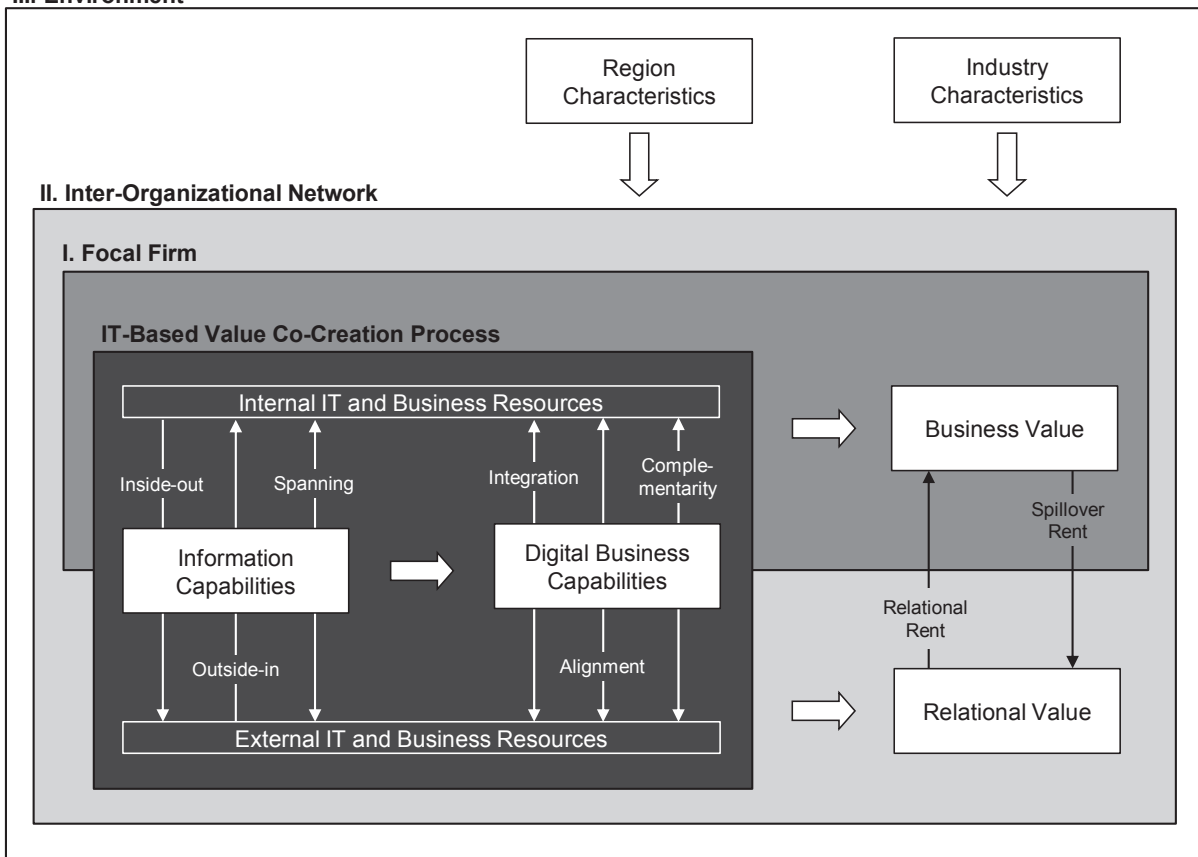 III. Environment
Region
Characteristics
Industry
Characteristics
II. Inter-Organizational Network
I. Focal Firm
IT-Based Value Co-Creation Process
Internal IT and Business Resources
Business Value
Inside-out
Spanning
Integration
Comple-
mentarity
Spillover
Rent
Information
Capabilities
Digital Business
Capabilities
Relational
Rent
Outside-in
Alignment
Relational Value
External IT and Business Resources